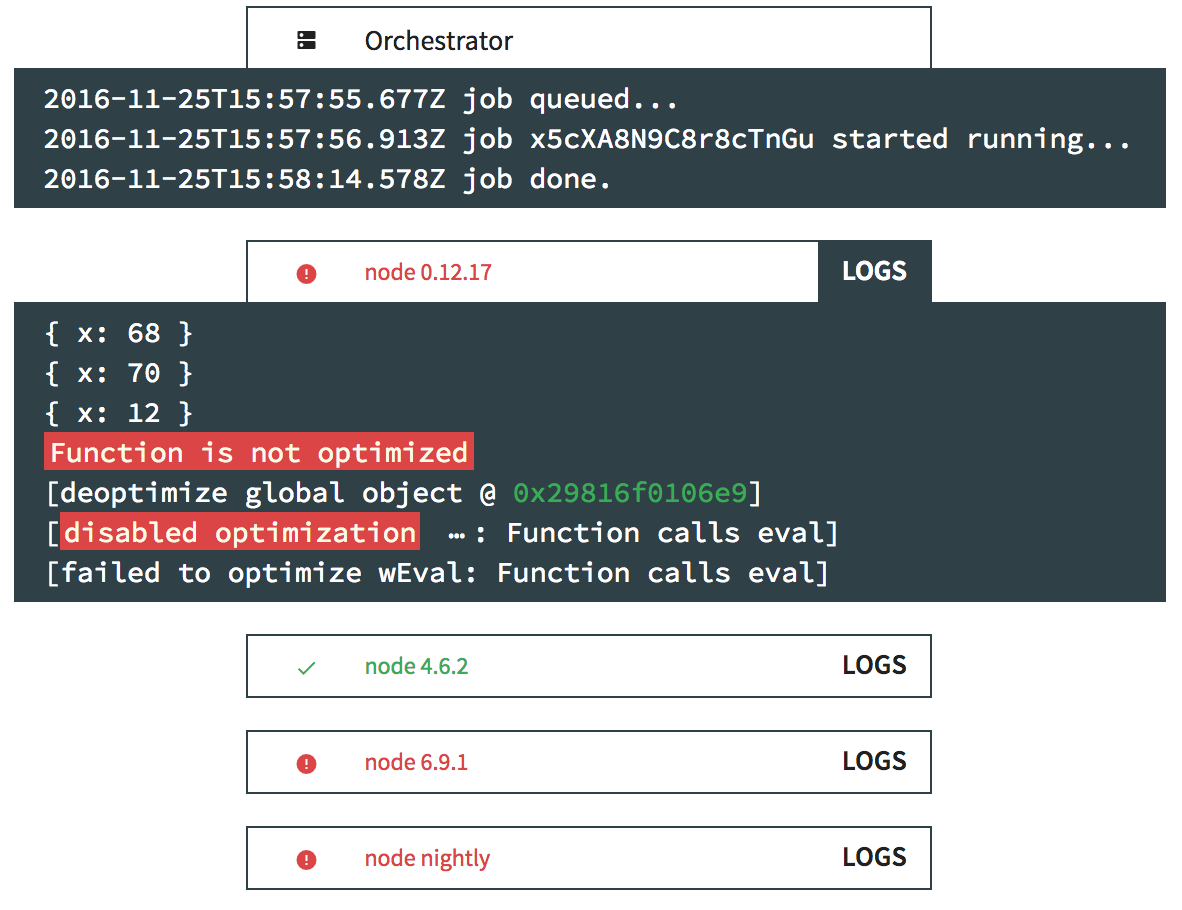 Orchestrator
2016-11-25T15:57:55.677Z job queued...
2016-11-25T15:57:56.913Z job x5cXA8N9C8r8cTnGu started running...
2016-11-25T15:58:14.578Z job done.
node 0.12.17 LOGS
{ x: 68 }
{ x: 70 }
{ x: 12 }
Function is not optimized
[deoptimize global object @ 0x29816f0106e9]
[disabled optimization … : Function calls eval]
[failed to optimize wEval: Function calls eval]
node 4.6.2 LOGS
node 6.9.1 LOGS
node nightly LOGS